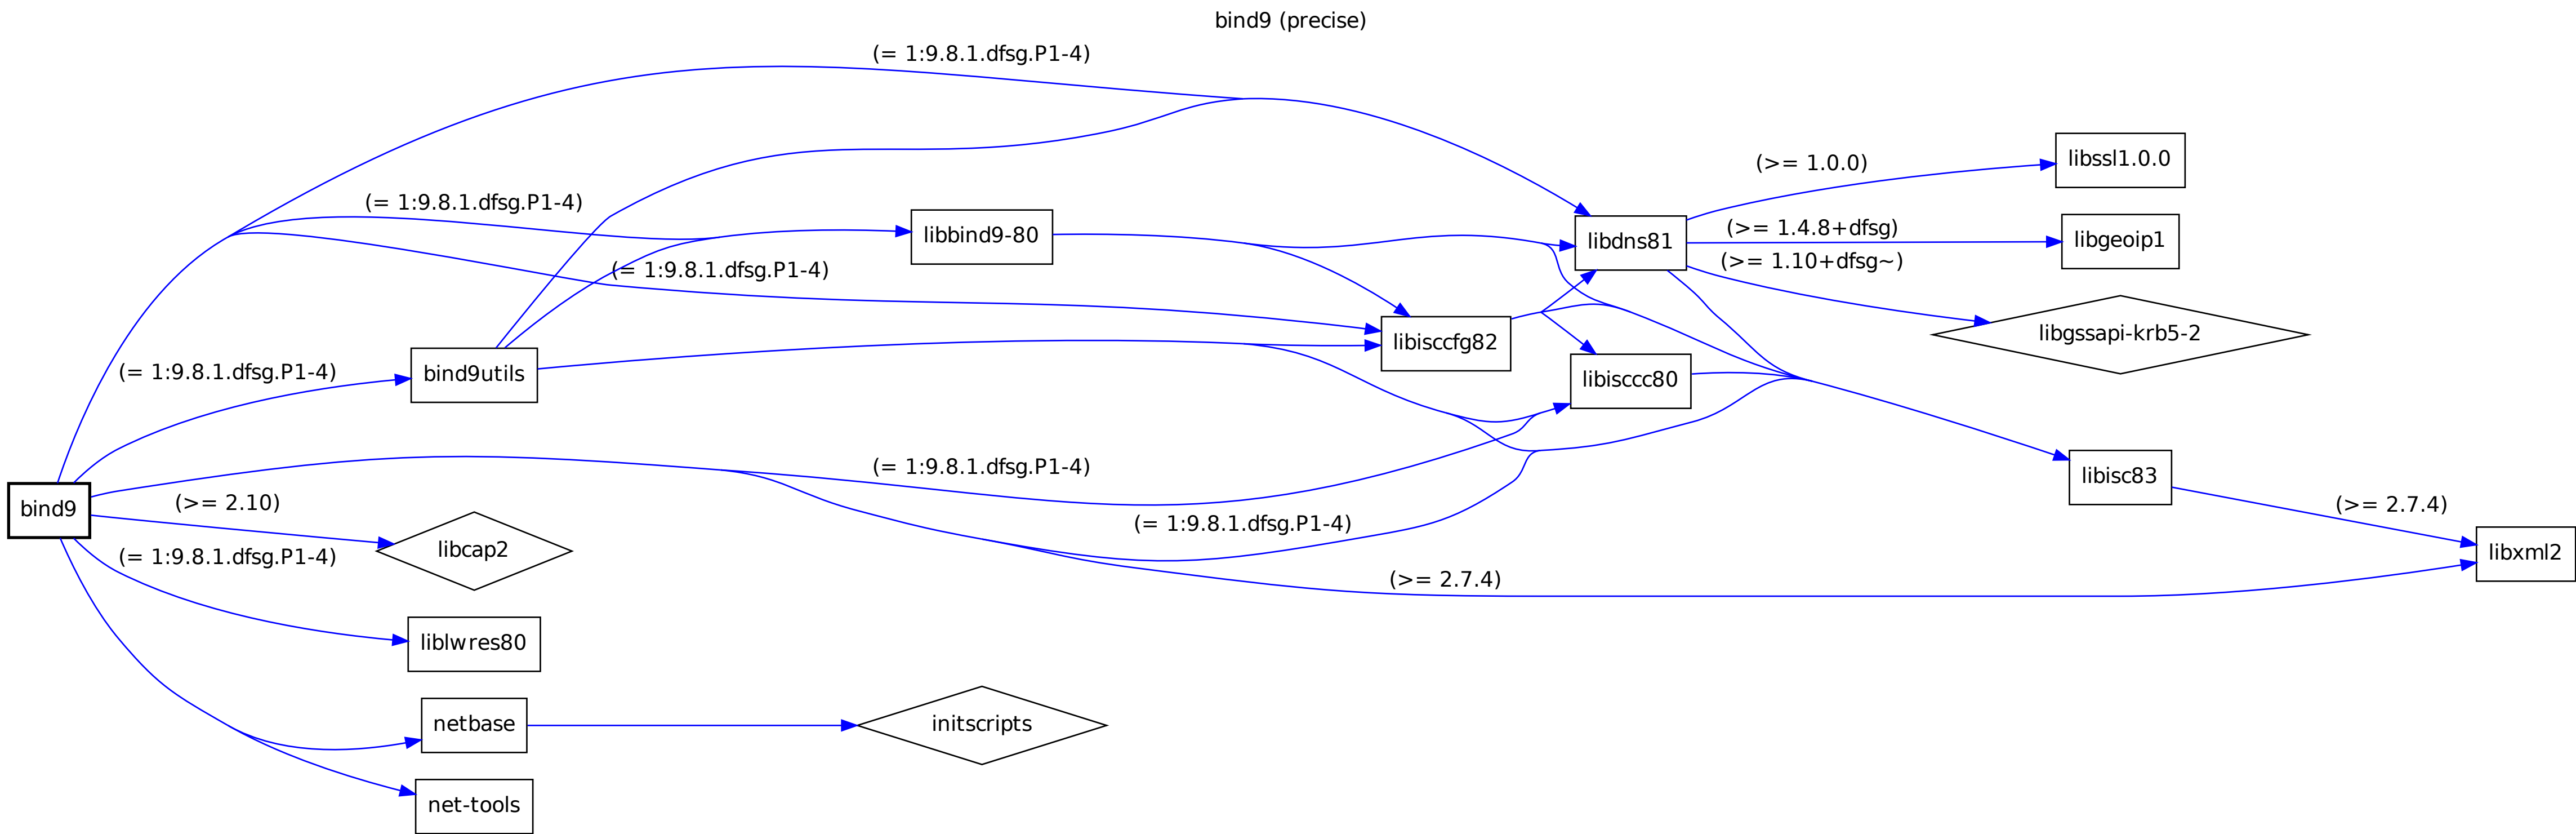 bind9 (precise)
(= 1:9.8.1.dfsg.P1-4)
(>= 1.0.0)
libssl1.0.0
(= 1:9.8.1.dfsg.P1-4)
libbind9-80
libdns81
(>= 1.4.8+dfsg)
libgeoip1
(= 1:9.8.1.dfsg.P1-4)
(>= 1.10+dfsg~)
libgssapi-krb5-2
libisccfg82
(= 1:9.8.1.dfsg.P1-4)
bind9utils
libisccc80
(= 1:9.8.1.dfsg.P1-4)
libisc83
bind9
(>= 2.10)
(= 1:9.8.1.dfsg.P1-4)
(>= 2.7.4)
libcap2
libxml2
(= 1:9.8.1.dfsg.P1-4)
(>= 2.7.4)
liblwres80
netbase
initscripts
net-tools